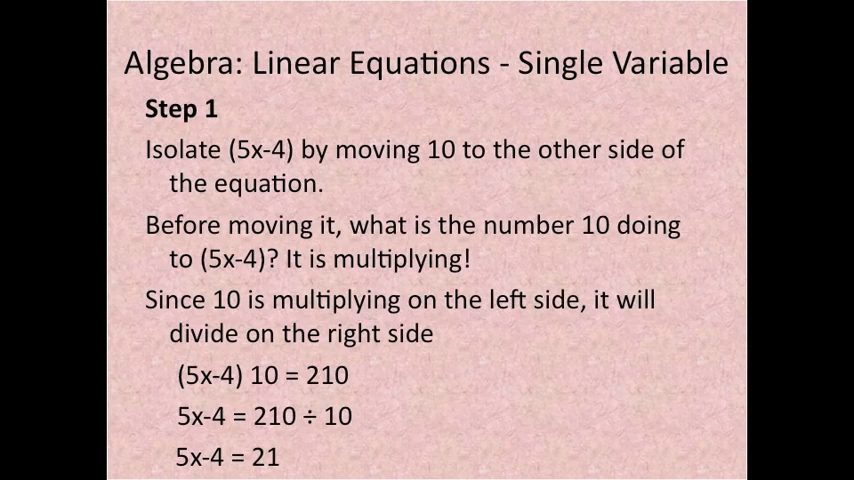 Algebra: Linear Equations - Single Variable
Step 1
Isolate (5x-4) by moving 10 to the other side of
the equation.
Before moving it, what is the number 10 doing
to (5x-4)? It is multiplying!
Since 10 is multiplying on the left side, it will
divide on the right side
(5x-4) 10 = 210
5x-4 = 210 ÷ 10
5x-4 = 21